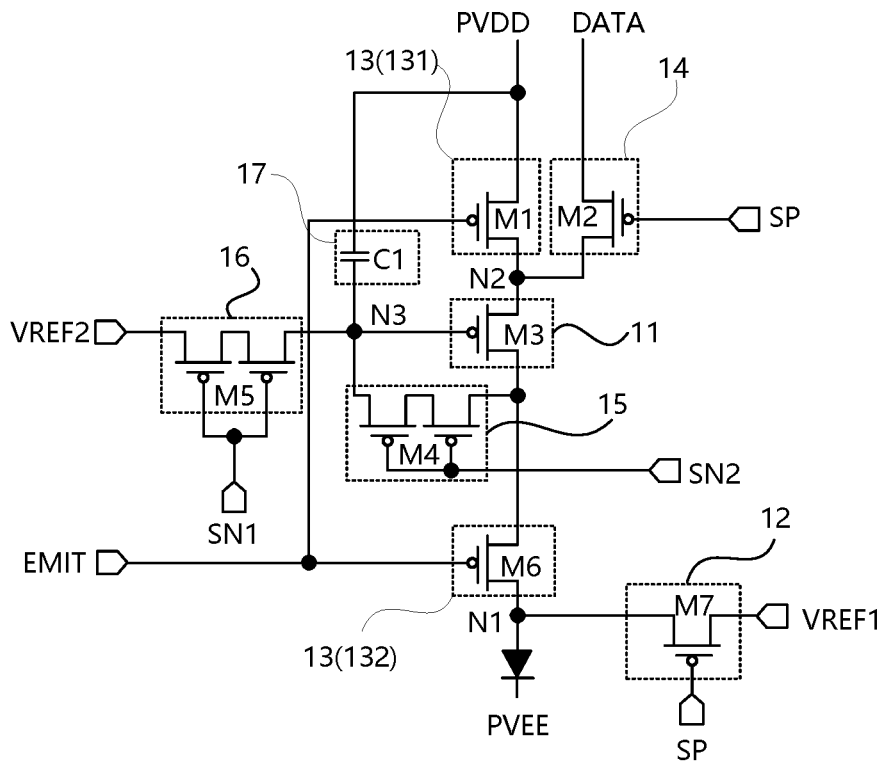 PVDD DATA
13(131)
14
17
M1 M2 SP
C1
16
N2
VREF2 N3
M3 11
M5
15
M4
SN2
SN1
12
EMIT M6
M7
N1 VREF1
13(132)
PVEE
SP